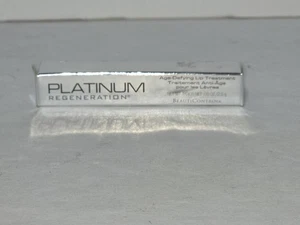 PLATINUM
REGENERATION®
Age-Defying Lip Treatment
Traitement Anti-Âge
pour les Lèvres